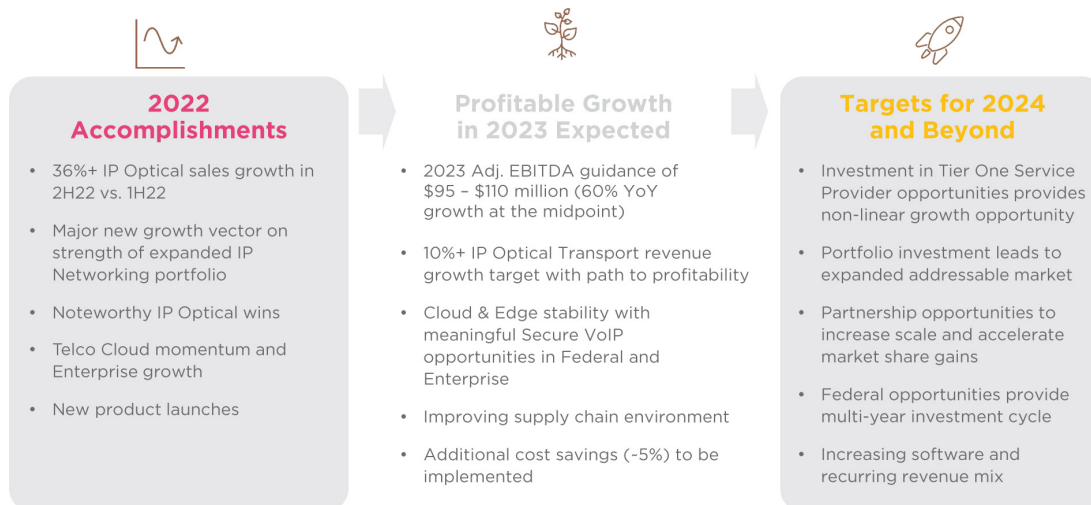 2022
Accomplishments
• 36%+ IP Optical sales growth in
2H22 vs. 1H22
• Major new growth vector on
strength of expanded IP
Networking portfolio
• Noteworthy IP Optical wins
• Telco Cloud momentum and
Enterprise growth
• New product launches
Profitable Growth
in 2023 Expected
• 2023 Adj. EBITDA guidance of
$95 – $110 million (60% YoY
growth at the midpoint)
• 10%+ IP Optical Transport revenue
growth target with path to profitability
• Cloud & Edge stability with
meaningful Secure VoIP
opportunities in Federal and
Enterprise
• Improving supply chain environment
• Additional cost savings (~5%) to be
implemented
Targets for 2024
and Beyond
• Investment in Tier One Service
Provider opportunities provides
non-linear growth opportunity
• Portfolio investment leads to
expanded addressable market
• Partnership opportunities to
increase scale and accelerate
market share gains
• Federal opportunities provide
multi-year investment cycle
• Increasing software and
recurring revenue mix